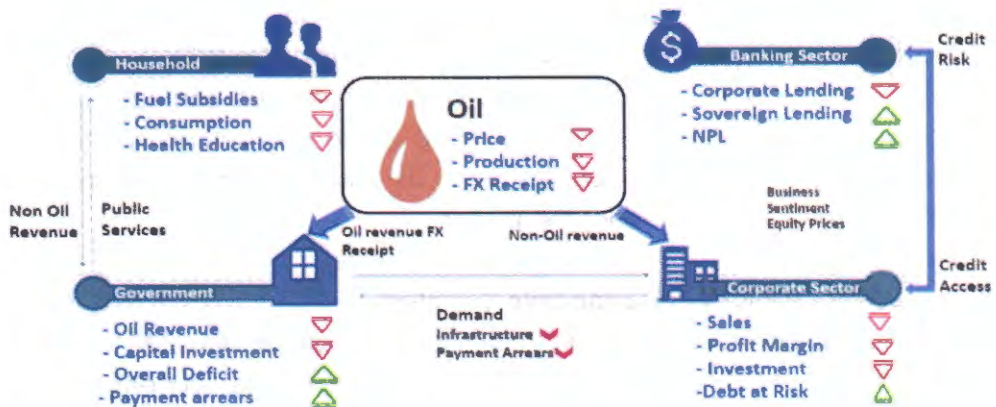 Household
- Fuel Subsidies
- Consumption
- Health Education
Oil
- Price
- Production
- FX Receipt
$
Banking Sector
- Corporate Lending
- Sovereign Lending
- NPL
Credit
Risk
Non Oil
Revenue
Public
Services
Oil revenue FX
Receipt
Non-Oil revenue
Business
Sentiment
Equity Prices
Government
- Oil Revenue
- Capital Investment
- Overall Deficit
- Payment arrears
Demand
Infrastructure
Payment Arrears
Corporate Sector
- Sales
- Profit Margin
- Investment
-Debt at Risk
Credit
Access